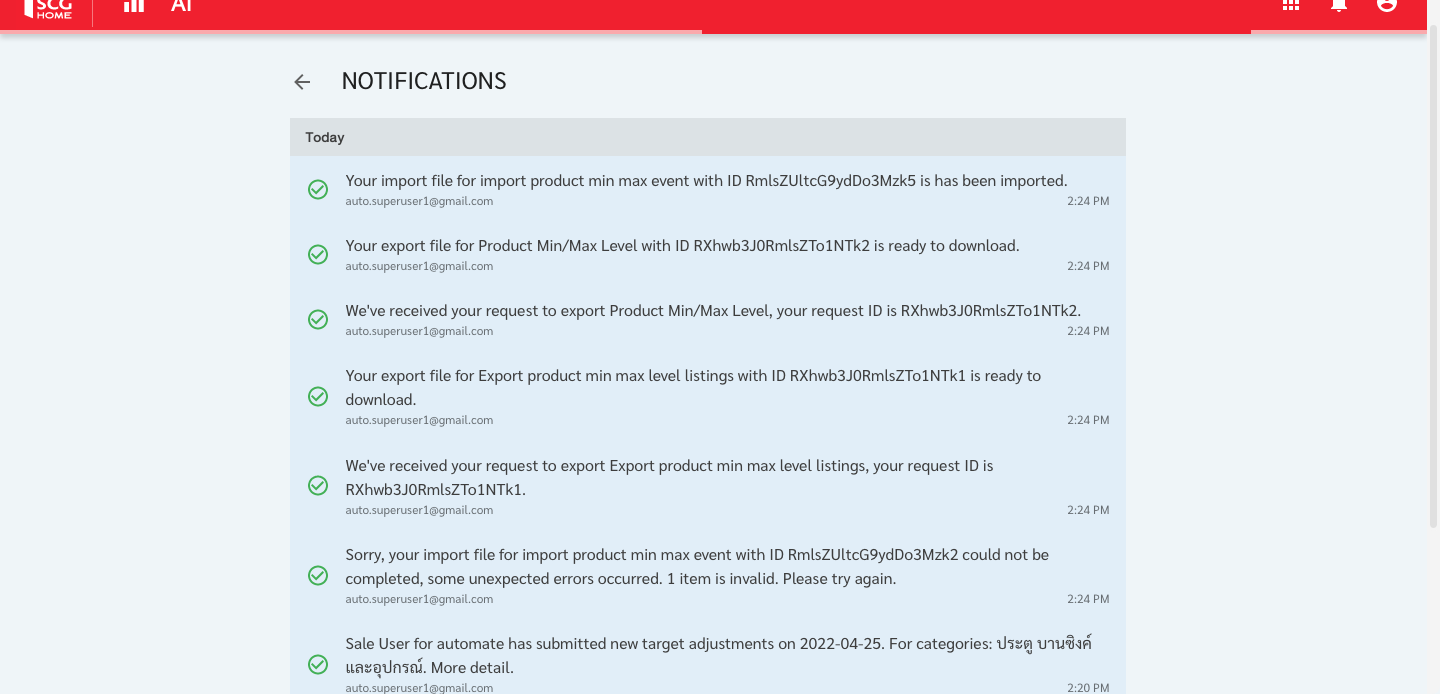 SCG
HOME
AI
NOTIFICATIONS
Today
Your import file for import product min max event with ID RmlsZUltcG9ydDo3Mzk5 is has been imported.
auto.superuser1@gmail.com 2:24 PM
Your export file for Product Min/Max Level with ID RXhwb3J0RmlsZTo1NTk2 is ready to download.
auto.superuser1@gmail.com 2:24 PM
We've received your request to export Product Min/Max Level, your request ID is RXhwb3J0RmlsZTo1NTk2.
auto.superuser1@gmail.com 2:24 PM
Your export file for Export product min max level listings with ID RXhwb3J0RmlsZTo1NTk1 is ready to
download.
auto.superuser1@gmail.com 2:24 PM
We've received your request to export Export product min max level listings, your request ID is
RXhwb3J0RmlsZTo1NTk1.
auto.superuser1@gmail.com 2:24 PM
Sorry, your import file for import product min max event with ID RmlsZUltcG9ydDo3Mzk2 could not be
completed, some unexpected errors occurred. 1 item is invalid. Please try again.
auto.superuser1@gmail.com 2:24 PM
Sale User for automate has submitted new target adjustments on 2022-04-25. For categories: ประตู บานซิงค์
และอุปกรณ์. More detail.
auto.superuser1@gmail.com 2:20 PM